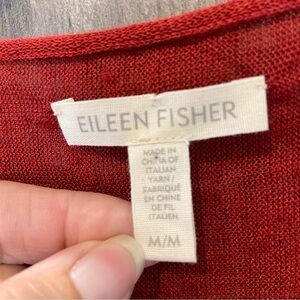 EILEEN FISHER
MADE IN
CHINA OF
ITALIAN
YARN/
FABRIQUÉ
EN CHINE
DE FIL
ITALIEN
M/M